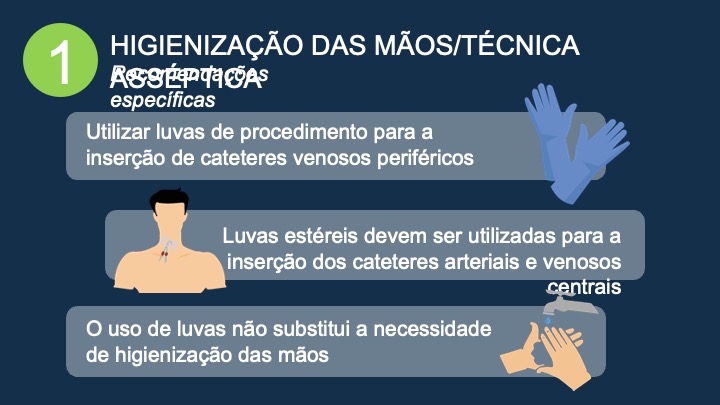 1
HIGIENIZAÇÃO DAS MÃOS/TÉCNICA
ASSÉPTICA
Recomendações
específicas
Utilizar luvas de procedimento para a
inserção de cateteres venosos periféricos
Luvas estéreis devem ser utilizadas para a
inserção dos cateteres arteriais e venosos
centrais
O uso de luvas não substitui a necessidade
de higienização das mãos